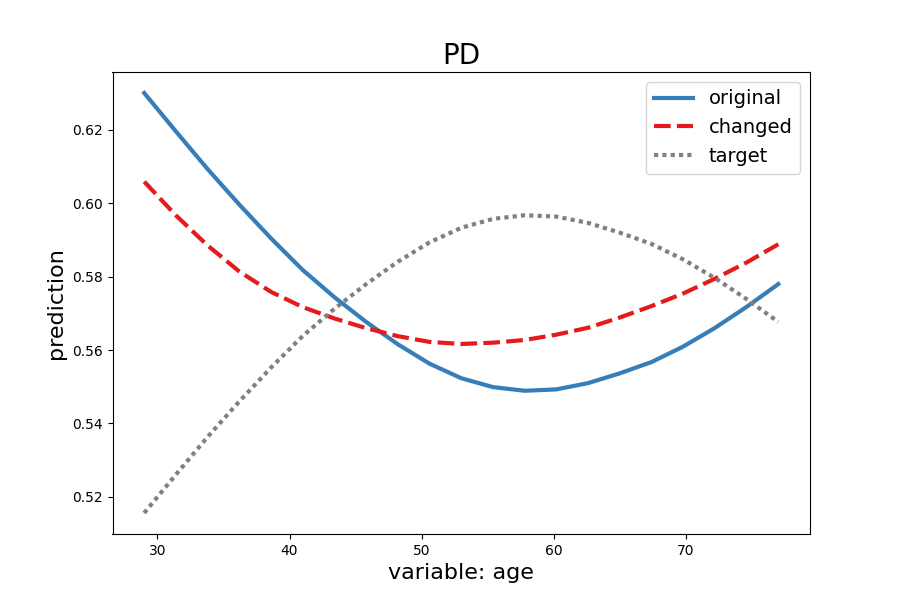 PD
original
changed
target
prediction
0.62
0.60
0.58
0.56
0.54
0.52
30 40 50 60 70
variable: age